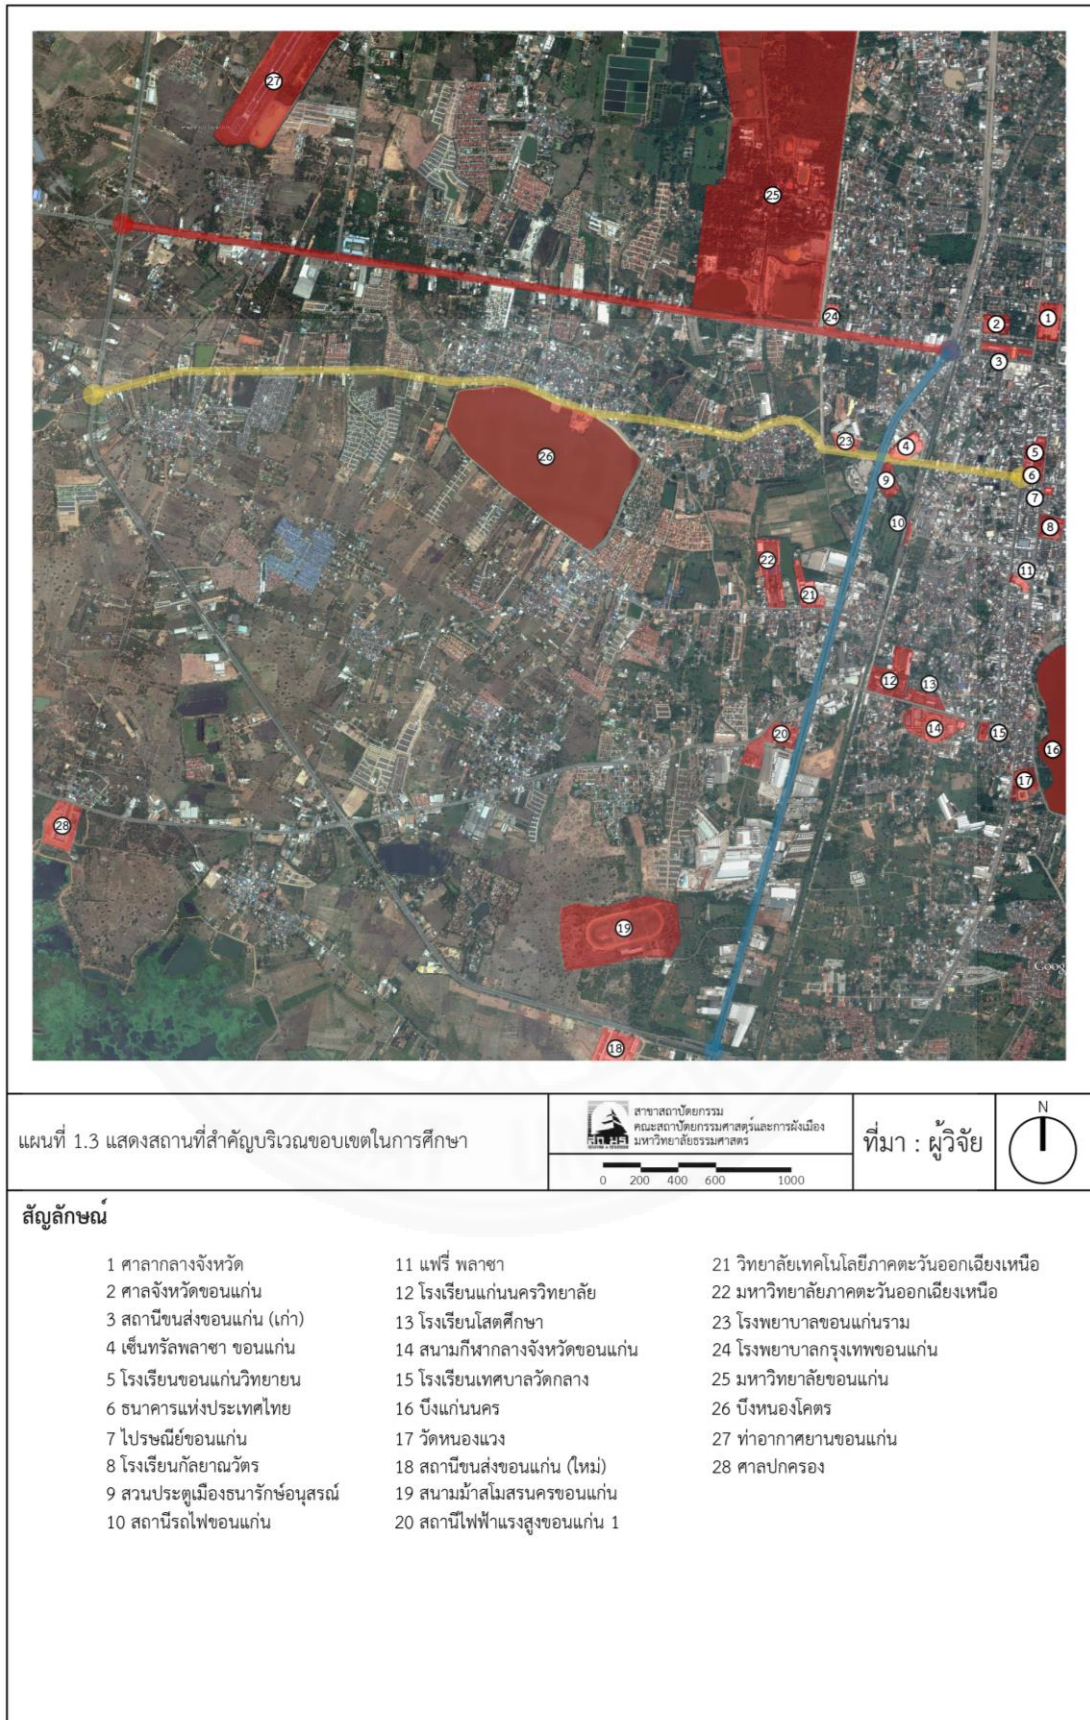 27
25
24
1
2
3
23
4
5
6
26
9
7
10
8
22
11
21
12
13
14
15
20
16
17
28
19
18
แผนที่ 1.3 แสดงสถานที่สำคัญบริเวณขอบเขตในการศึกษา
สาขาสถาปัตยกรรม
คณะสถาปัตยกรรมศาสตร์และการผังเมือง
มหาวิทยาลัยธรรมศาสตร์
0 200 400 600 1000
ที่มา : ผู้วิจัย
N
สัญลักษณ์
1 ศาลากลางจังหวัด
2 ศาลจังหวัดขอนแก่น
3 สถานีขนส่งขอนแก่น (เก่า)
4 เซ็นทรัลพลาซา ขอนแก่น
5 โรงเรียนขอนแก่นวิทยายน
6 ธนาคารแห่งประเทศไทย
7 ไปรษณีย์ขอนแก่น
8 โรงเรียนกัลยาณวัตร
9 สวนประตูเมืองธนารักษ์อนุสรณ์
10 สถานีรถไฟขอนแก่น
11 แฟรี่ พลาซา
12 โรงเรียนแก่นนครวิทยาลัย
13 โรงเรียนโสตศึกษา
14 สนามกีฬากลางจังหวัดขอนแก่น
15 โรงเรียนเทศบาลวัดกลาง
16 บึงแก่นนคร
17 วัดหนองแวง
18 สถานีขนส่งขอนแก่น (ใหม่)
19 สนามม้าสโมสรนครขอนแก่น
20 สถานีไฟฟ้าแรงสูงขอนแก่น 1
21 วิทยาลัยเทคโนโลยีภาคตะวันออกเฉียงเหนือ
22 มหาวิทยาลัยภาคตะวันออกเฉียงเหนือ
23 โรงพยาบาลขอนแก่นราม
24 โรงพยาบาลกรุงเทพขอนแก่น
25 มหาวิทยาลัยขอนแก่น
26 บึงหนองโคตร
27 ท่าอากาศยานขอนแก่น
28 ศาลปกครอง